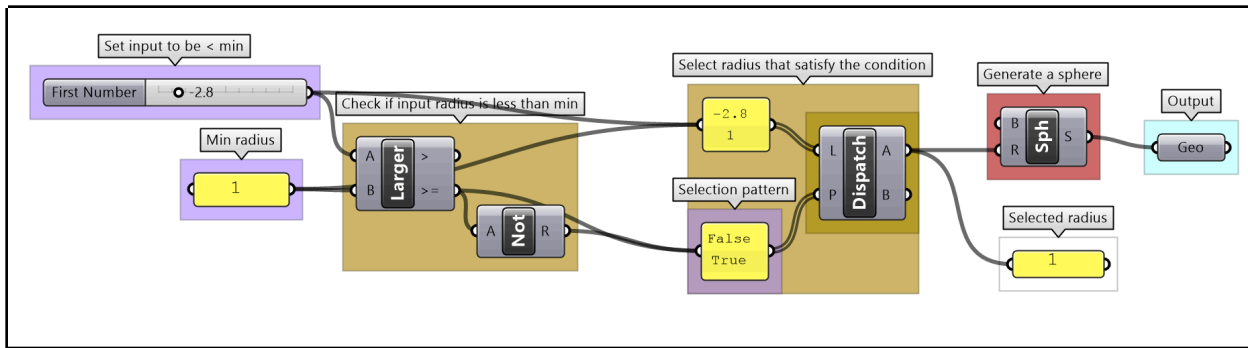 Set input to be < min
First Number
-2.8
Min radius
1
Check if input radius is less than min
A
B
Larger
>
>=
A
Not
R
Select radius that satisfy the condition
-2.8
1
Selection pattern
False
True
L
P
Dispatch
A
B
Generate a sphere
B
R
Sph
S
Output
Geo
Selected radius
1